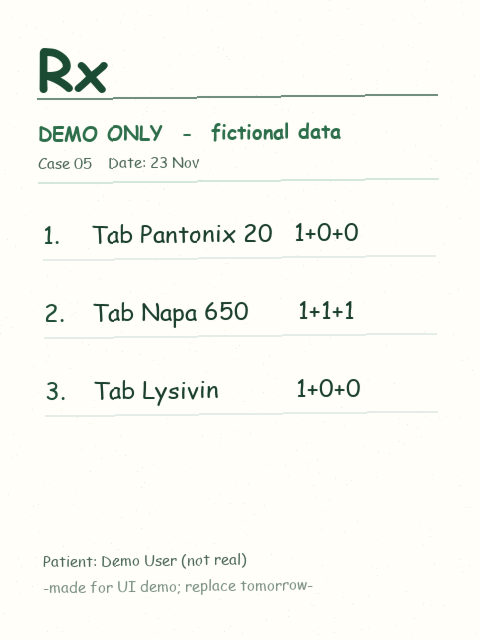 Rx
DEMO ONLY - fictional data
Case 05 Date: 23 Nov
1. Tab Pantonix 20 1+0+0
2. Tab Napa 650 1+1+1
3. Tab Lysivin 1+0+0
Patient: Demo User (not real)
-made for UI demo; replace tomorrow-